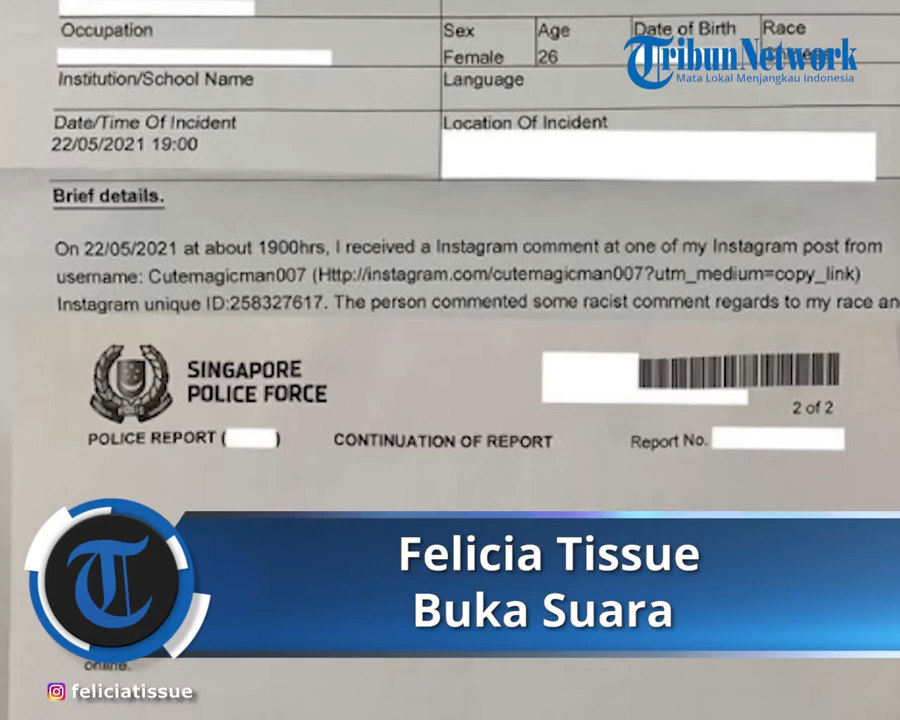 Occupation
Sex
Age
Date of Birth
Race
Female
26
Tribun Network
Mata Lokal Menjangkau Indonesia
Institution/School Name
Language
Date/Time Of Incident
Location Of Incident
22/05/2021 19:00
Brief details.
On 22/05/2021 at about 1900hrs, I received a Instagram comment at one of my Instagram post from
username: Cutemagicman007 (Http://instagram.com/cutemagicman007?utm_medium=copy_link)
Instagram unique ID:258327617. The person commented some racist comment regards to my race an
SINGAPORE
POLICE FORCE
2 of 2
POLICE REPORT ( )
CONTINUATION OF REPORT
Report No.
Felicia Tissue
Buka Suara
online.
feliciatissue